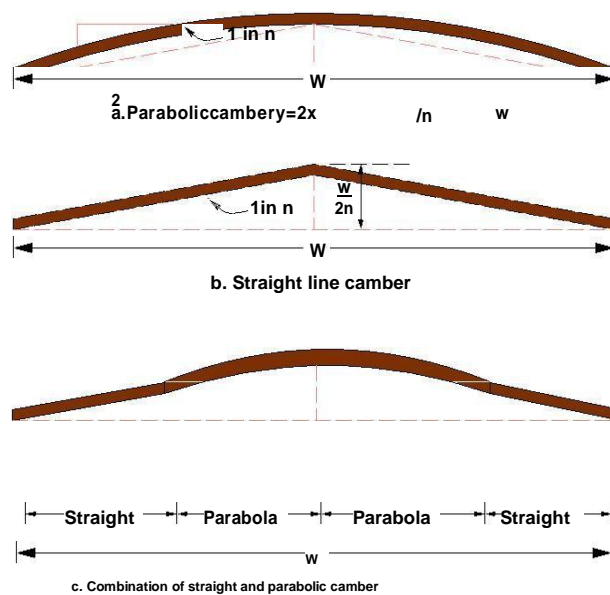 1 in n
W
2
a.Paraboliccambery=2x /n w
w
2n
1in n
W
b. Straight line camber
Straight Parabola Parabola Straight
w
c. Combination of straight and parabolic camber